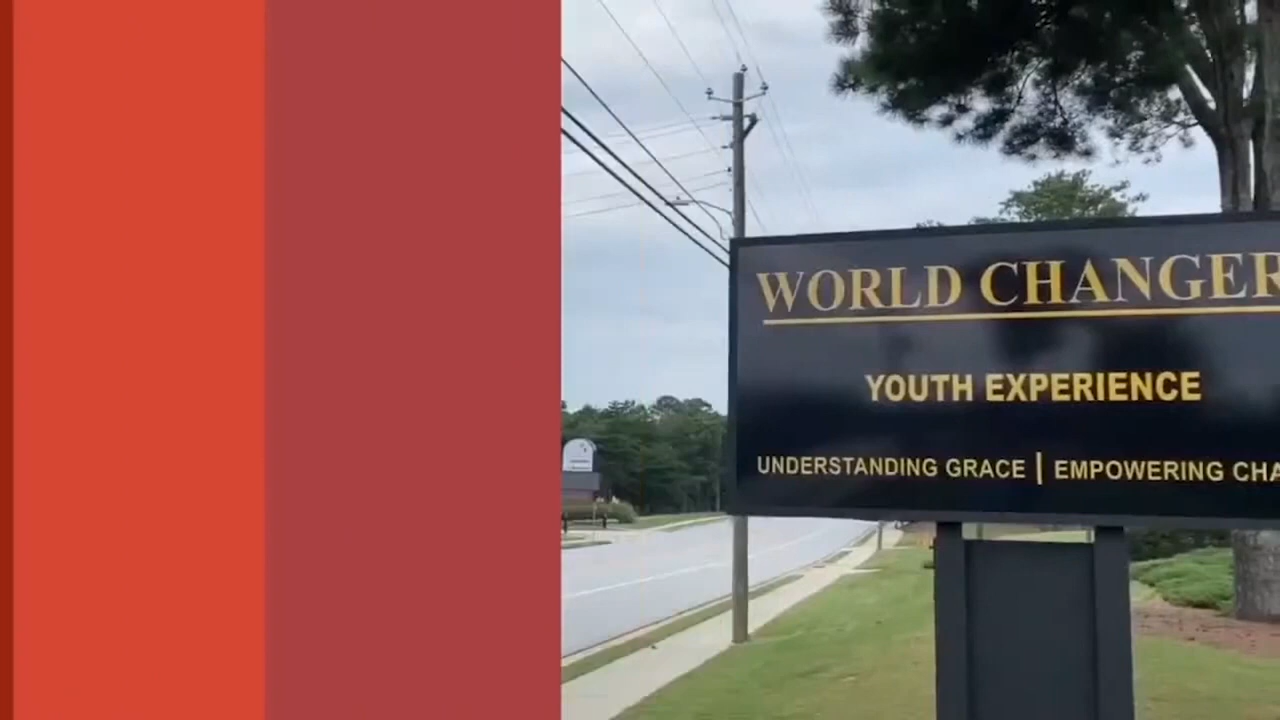 WORLD CHANGER
YOUTH EXPERIENCE
UNDERSTANDING GRACE | EMPOWERING CHA